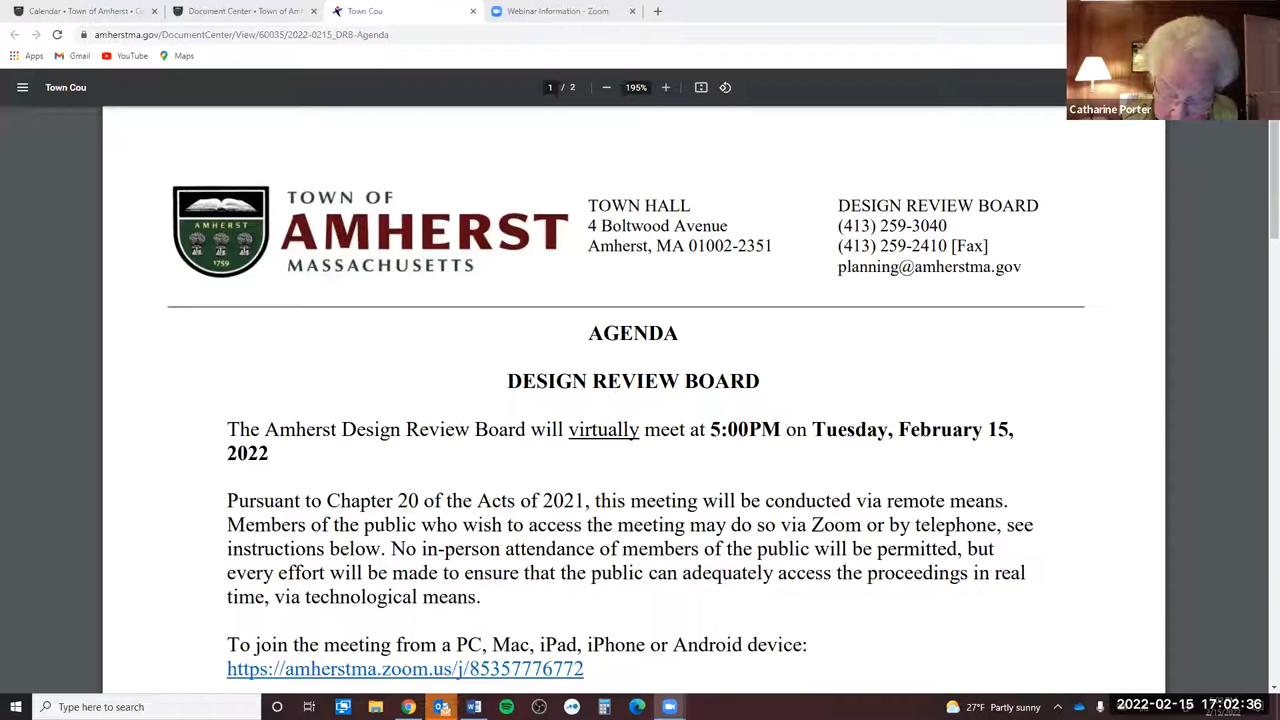 Calendar • Town of Amherst • C
Document Center • Town of Am
Town Cou
Webinar Information - Zoom
amherstma.gov/DocumentCenter/View/60035/2022-0215_DRB-Agenda
Apps
Gmail
YouTube
Maps
Catharine Porter
Town Cou
1 / 2
195%
AMHERST
1759
TOWN OF
AMHERST
MASSACHUSETTS
TOWN HALL
4 Boltwood Avenue
Amherst, MA 01002-2351
DESIGN REVIEW BOARD
(413) 259-3040
(413) 259-2410 [Fax]
planning@amherstma.gov
AGENDA
DESIGN REVIEW BOARD
The Amherst Design Review Board will virtually meet at 5:00PM on Tuesday, February 15,
2022
Pursuant to Chapter 20 of the Acts of 2021, this meeting will be conducted via remote means.
Members of the public who wish to access the meeting may do so via Zoom or by telephone, see
instructions below. No in-person attendance of members of the public will be permitted, but
every effort will be made to ensure that the public can adequately access the proceedings in real
time, via technological means.
To join the meeting from a PC, Mac, iPad, iPhone or Android device:
https://amherstma.zoom.us/j/85357776772
Type here to search
27°F Partly sunny
2022-02-15 17:02:36